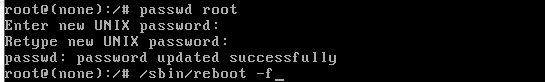 root@(none):/# passwd root
Enter new UNIX password:
Retype new UNIX password:
passwd: password updated successfully
root@(none):/# /sbin/reboot -f_